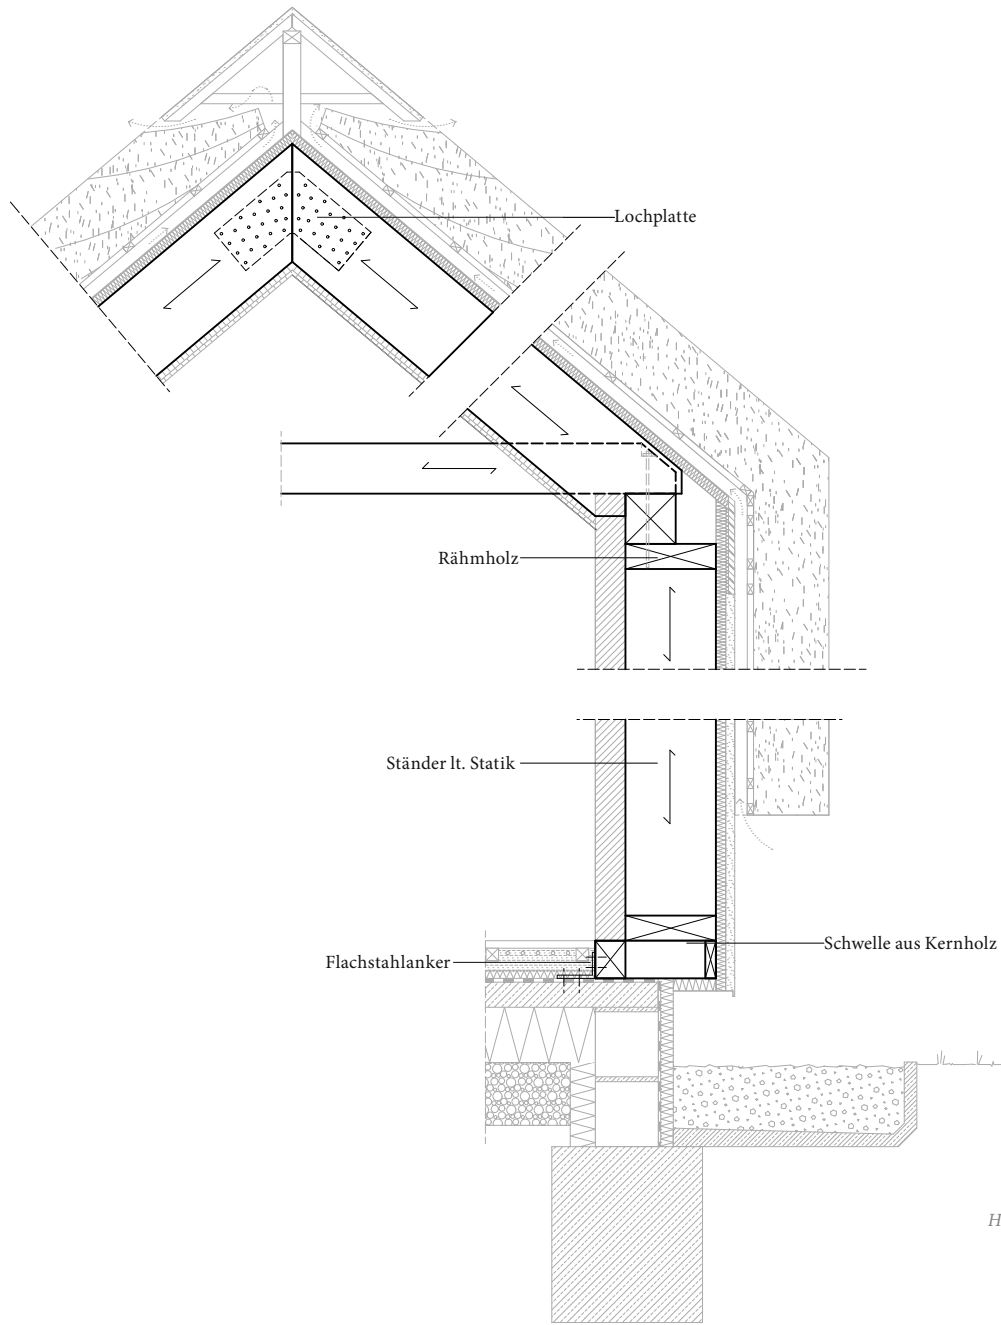 Lochplatte
Rähmholz
Ständer lt. Statik
Schwelle aus Kernholz
Flachstahlanker
H